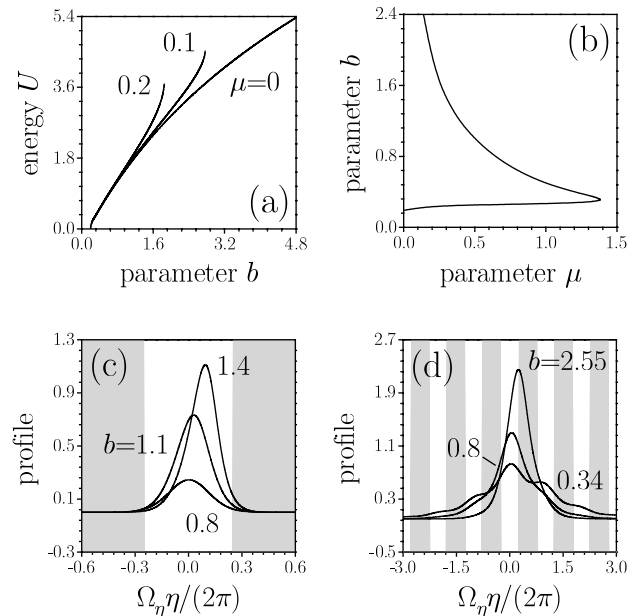 5.4
3.6
1.8
0.0
energy U
0.2
0.1
μ=0
(a)
0.0 1.6 3.2 4.8
parameter b
2.4
1.6
0.8
0.0
parameter b
(b)
0.0 0.5 1.0 1.5
parameter μ
1.3
0.9
0.5
0.1
-0.3
profile
(c)
1.4
b=1.1
0.8
-0.6 -0.3 0.0 0.3 0.6
Ω_η η/(2π)
2.7
1.9
1.1
0.3
-0.5
profile
(d)
b=2.55
0.8
0.34
-3.0 -1.5 0.0 1.5 3.0
Ω_η η/(2π)